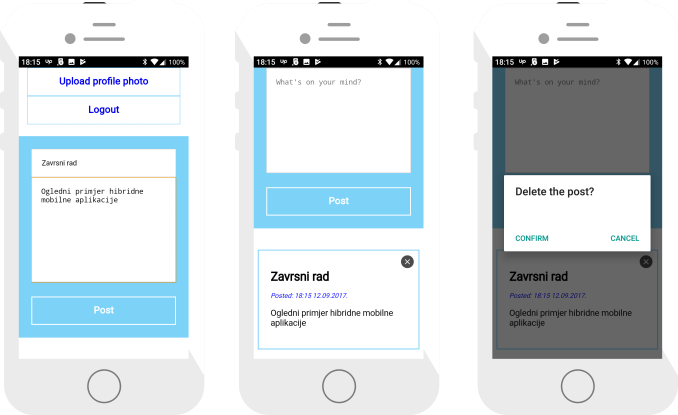 18:15 up 100%
Upload profile photo
Logout
Zavrsni rad
Ogledni primjer hibridne
mobilne aplikacije
Post
18:15 up 100%
What's on your mind?
Post
Zavrsni rad
Posted: 18:15 12.09.2017.
Ogledni primjer hibridne mobilne
aplikacije
18:15 up 100%
What's on your mind?
Delete the post?
CONFIRM CANCEL
Zavrsni rad
Posted: 18:15 12.09.2017.
Ogledni primjer hibridne mobilne
aplikacije